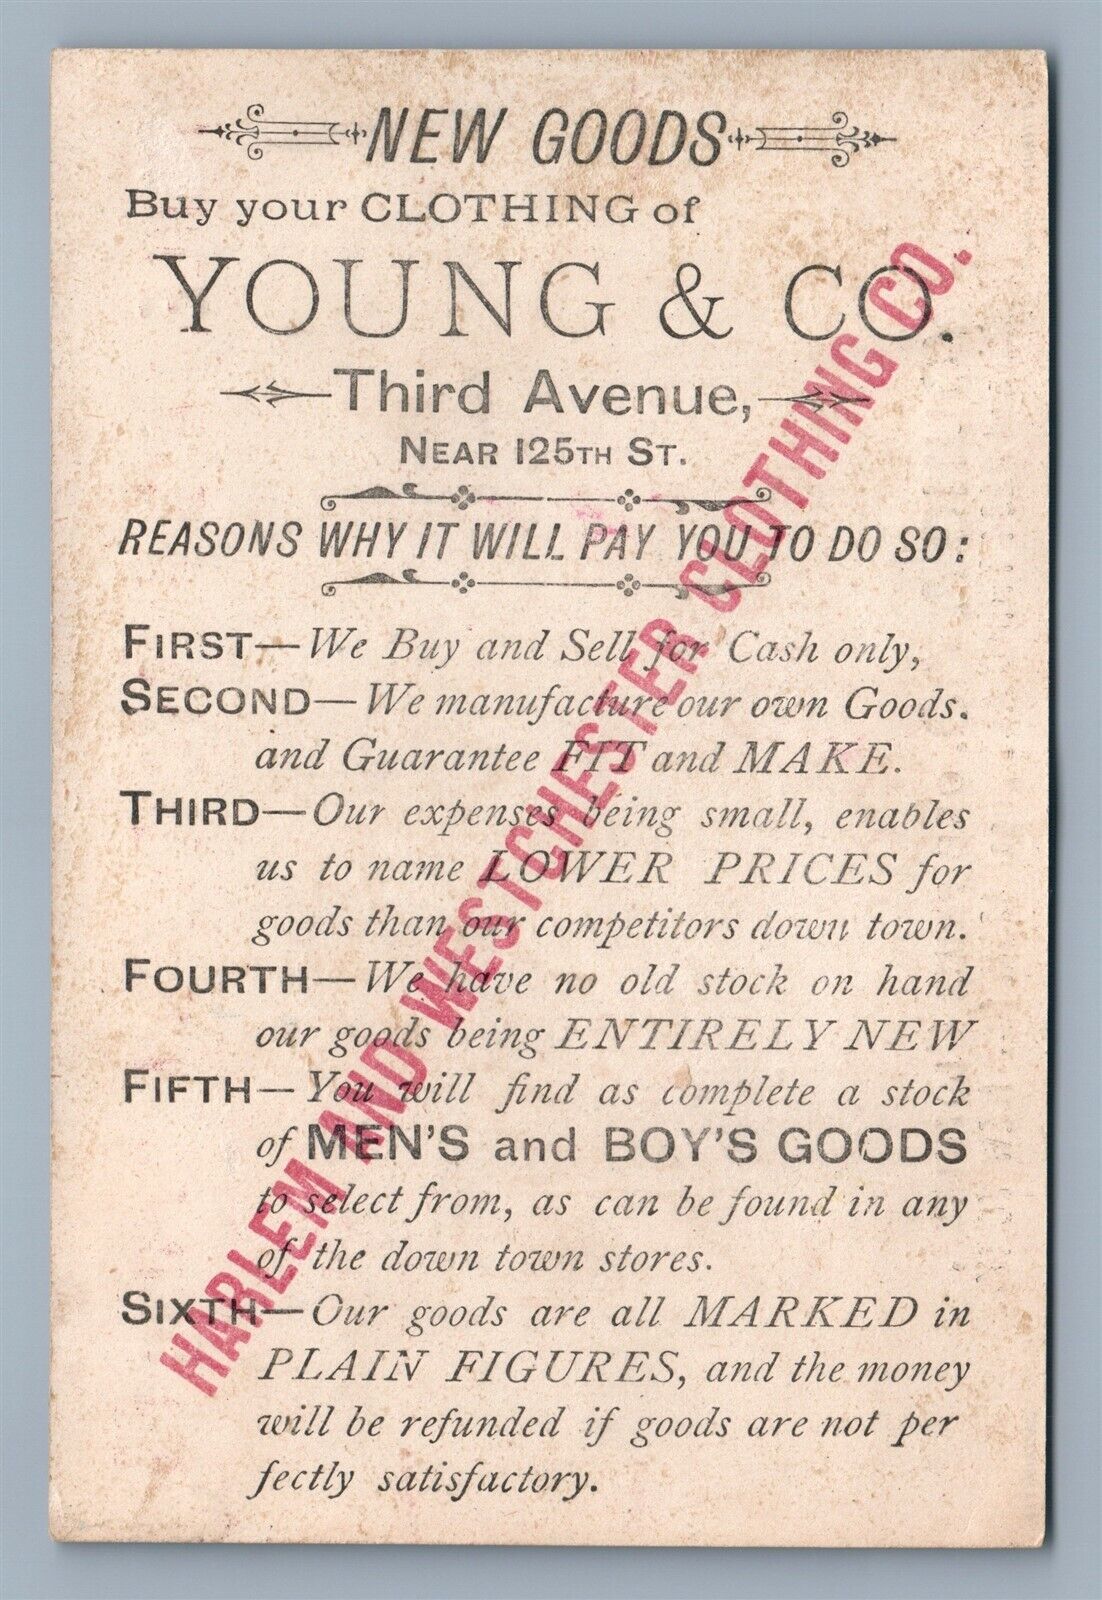 NEW GOODS
Buy your CLOTHING of
YOUNG & CO.
Third Avenue,
NEAR 125TH ST.
REASONS WHY IT WILL PAY YOU TO DO SO:
FIRST—We Buy and Sell for Cash only,
SECOND—We manufacture our own Goods.
and Guarantee FIT and MAKE.
THIRD—Our expenses being small, enables
us to name LOWER PRICES for
goods than our competitors down town.
FOURTH—We have no old stock on hand
our goods being ENTIRELY NEW
FIFTH—You will find as complete a stock
of MEN'S and BOY'S GOODS
to select from, as can be found in any
of the down town stores.
SIXTH—Our goods are all MARKED in
PLAIN FIGURES, and the money
will be refunded if goods are not per
fectly satisfactory.
HARLEM AND WESTCHESTER CLOTHING CO.